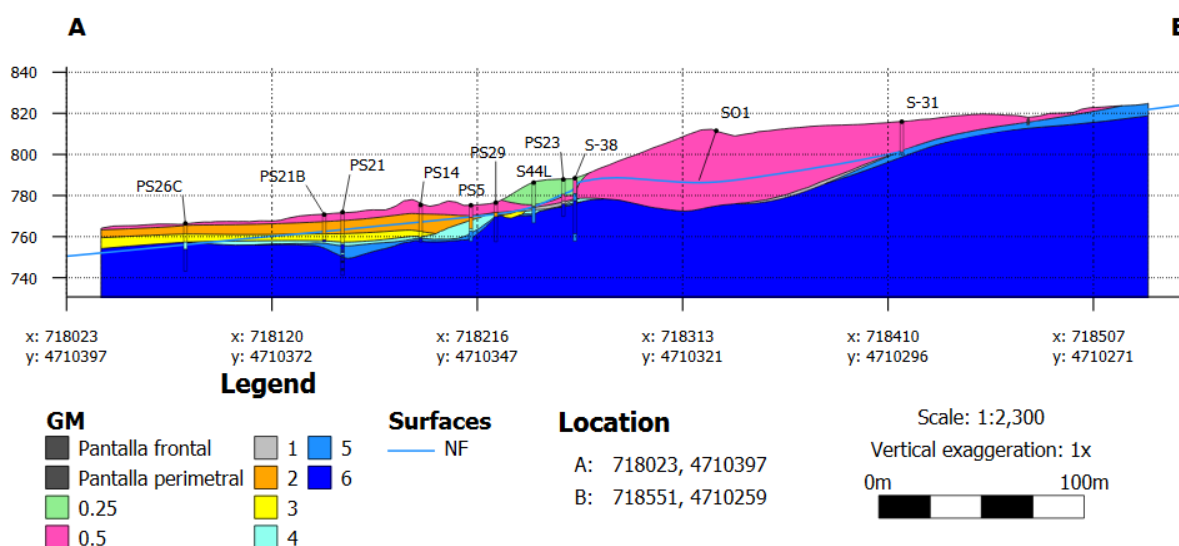 A
B
840
820
800
780
760
740
PS26C
PS21B
PS21
PS14
PS5
PS29
S44L
PS23
S-38
SO1
S-31
x: 718023
y: 4710397
x: 718120
y: 4710372
x: 718216
y: 4710347
x: 718313
y: 4710321
x: 718410
y: 4710296
x: 718507
y: 4710271
Legend
GM
Pantalla frontal
Pantalla perimetral
0.25
0.5
1
2
3
4
5
6
Surfaces
NF
Location
A: 718023, 4710397
B: 718551, 4710259
Scale: 1:2,300
Vertical exaggeration: 1x
0m 100m